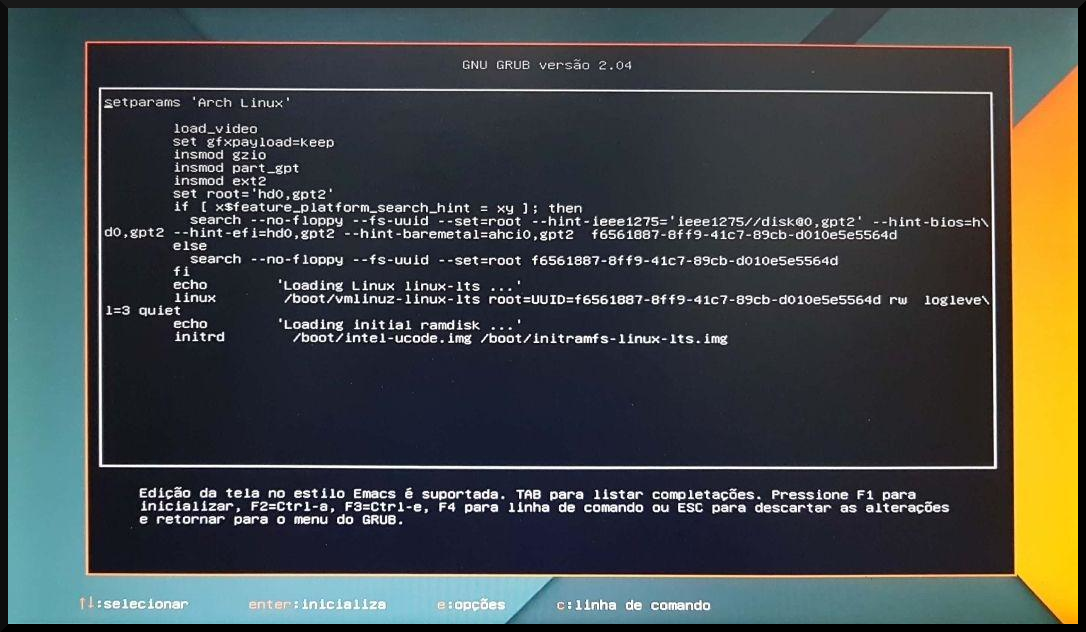 GNU GRUB versão 2.04
setparams 'Arch Linux'
load_video
set gfxpayload=keep
insmod gzio
insmod part_gpt
insmod ext2
set root='hd0,gpt2'
if [ x$feature_platform_search_hint = xy ]; then
search --no-floppy --fs-uuid --set=root --hint-ieee1275='ieee1275//disk@0,gpt2' --hint-bios=h\
d0,gpt2 --hint-efi=hd0,gpt2 --hint-baremetal=ahci0,gpt2 f6561887-8ff9-41c7-89cb-d010e5e5564d
else
search --no-floppy --fs-uuid --set=root f6561887-8ff9-41c7-89cb-d010e5e5564d
fi
echo 'Loading Linux linux-lts ...'
linux /boot/vmlinuz-linux-lts root=UUID=f6561887-8ff9-41c7-89cb-d010e5e5564d rw logleve\
l=3 quiet
echo 'Loading initial ramdisk ...'
initrd /boot/intel-ucode.img /boot/initramfs-linux-lts.img
Edição da tela no estilo Emacs é suportada. TAB para listar completações. Pressione F1 para
inicializar, F2=Ctrl-a, F3=Ctrl-e, F4 para linha de comando ou ESC para descartar as alterações
e retornar para o menu do GRUB.
↑↓:selecionar enter:inicializa e:opções c:linha de comando